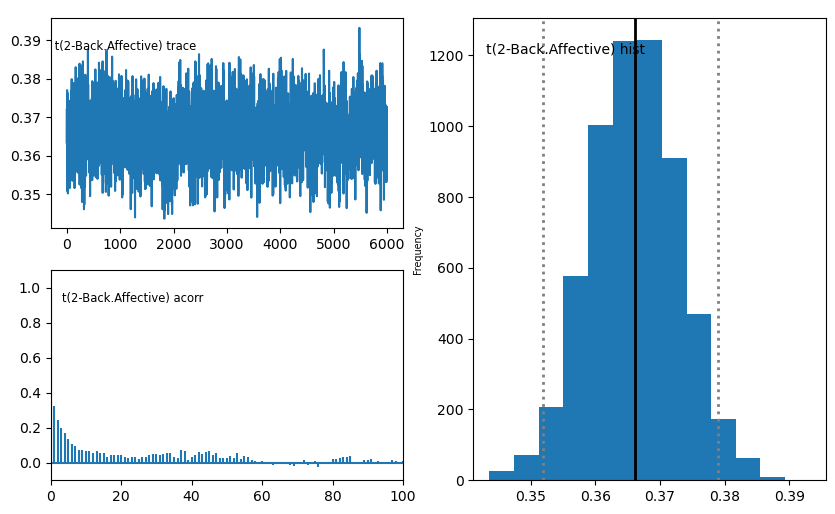 t(2-Back.Affective) trace
0.39
0.38
0.37
0.36
0.35
0 1000 2000 3000 4000 5000 6000
t(2-Back.Affective) acorr
1.0
0.8
0.6
0.4
0.2
0.0
0 20 40 60 80 100
t(2-Back.Affective) hist
Frequency
1200
1000
800
600
400
200
0
0.35 0.36 0.37 0.38 0.39